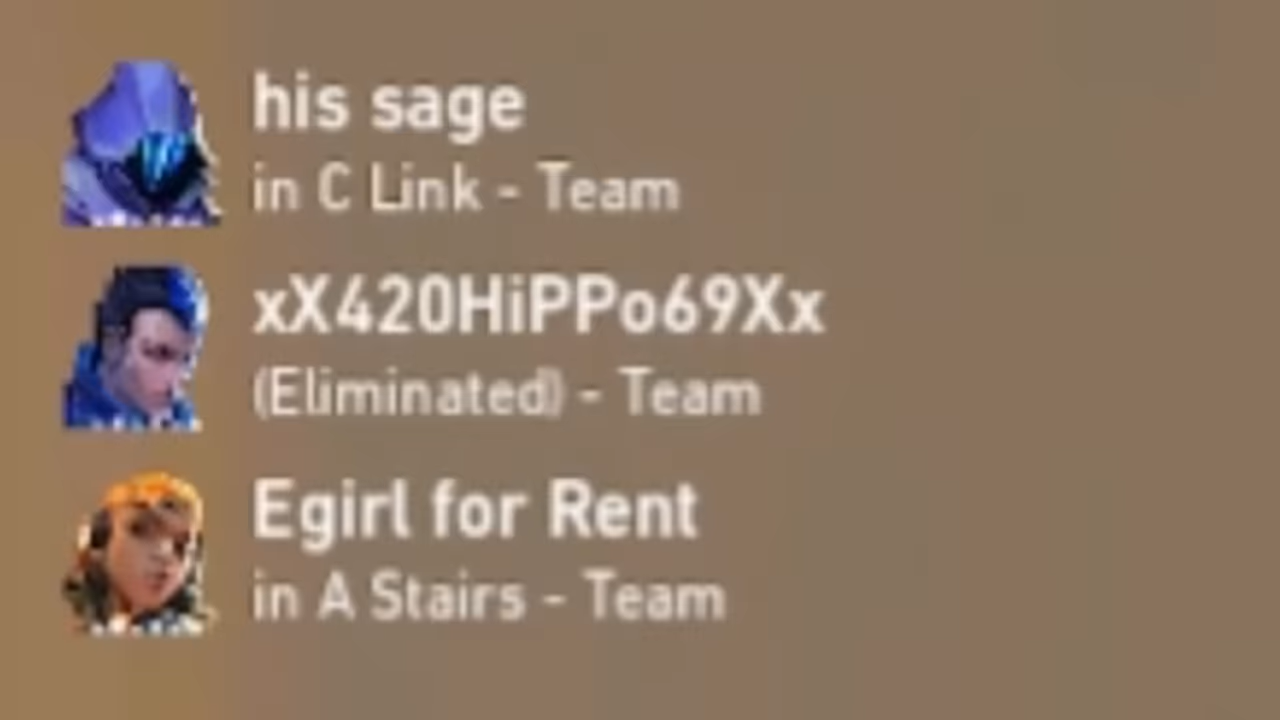 his sage
in C Link - Team
xX420HiPPo69Xx
(Eliminated) - Team
Egirl for Rent
in A Stairs - Team